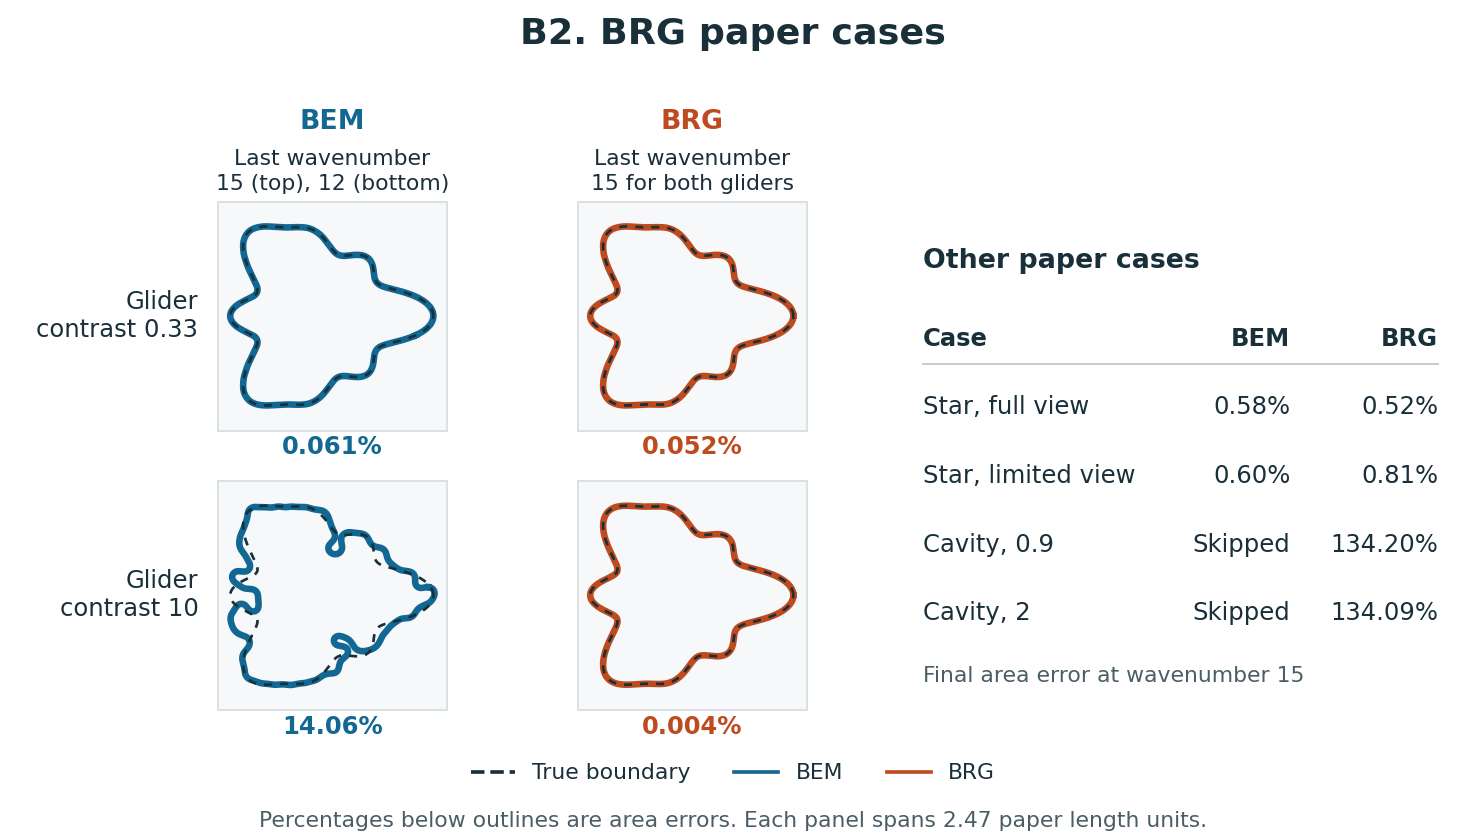 B2. BRG paper cases
BEM
Last wavenumber
15 (top), 12 (bottom)
BRG
Last wavenumber
15 for both gliders
Glider
contrast 0.33
0.061%
0.052%
Glider
contrast 10
14.06%
0.004%
Other paper cases
Case BEM BRG
Star, full view 0.58% 0.52%
Star, limited view 0.60% 0.81%
Cavity, 0.9 Skipped 134.20%
Cavity, 2 Skipped 134.09%
Final area error at wavenumber 15
True boundary BEM BRG
Percentages below outlines are area errors. Each panel spans 2.47 paper length units.